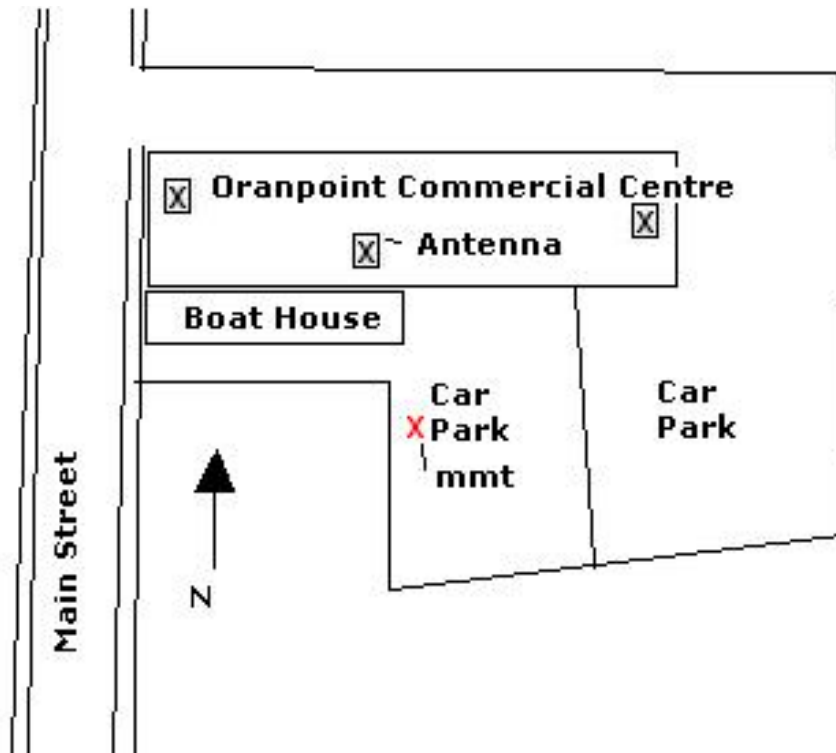 Oranpoint Commercial Centre
X
X
X
Antenna
Boat House
Car
Park
Car
Park
X
mmt
Main Street
N